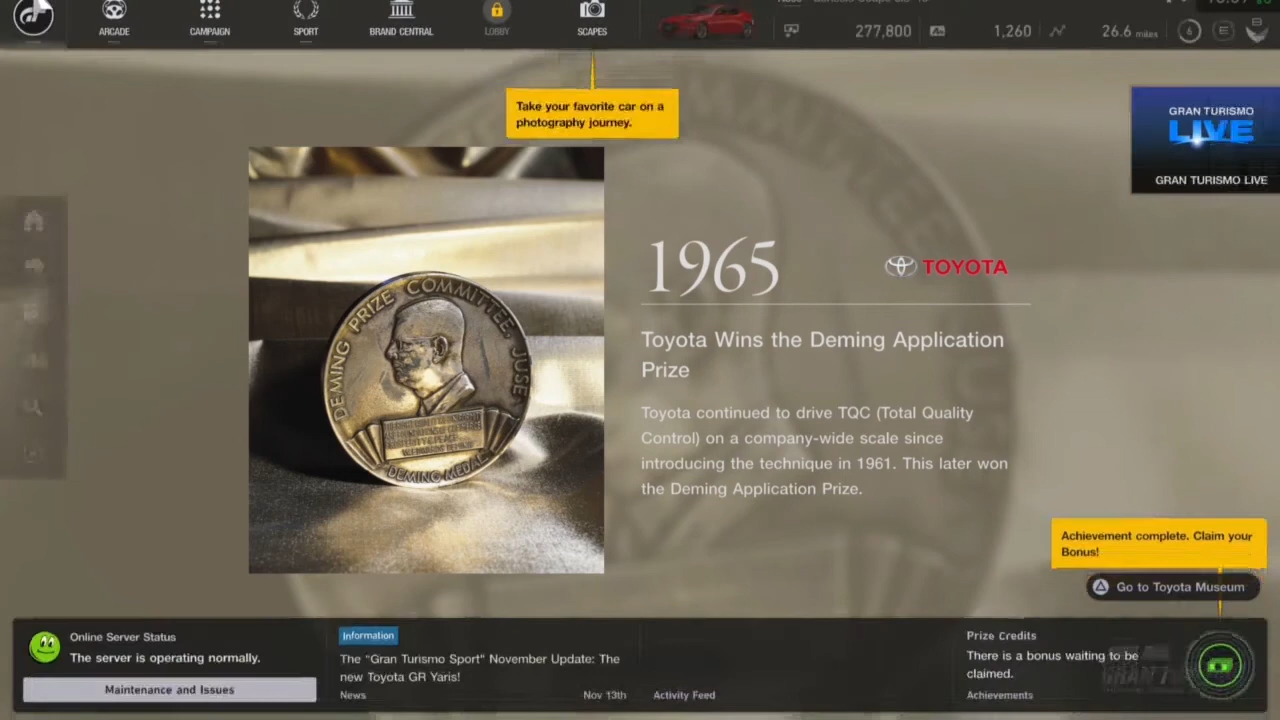 ARCADE
CAMPAIGN
SPORT
BRAND CENTRAL
LOBBY
SCAPES
277,800
1,260
26.6 miles
6
E
B
Take your favorite car on a
photography journey.
GRAN TURISMO
LIVE
GRAN TURISMO LIVE
DEMING PRIZE COMMITTEE, JUSE
DEMING MEDAL
1965
TOYOTA
Toyota Wins the Deming Application
Prize
Toyota continued to drive TQC (Total Quality
Control) on a company-wide scale since
introducing the technique in 1961. This later won
the Deming Application Prize.
Achievement complete. Claim your
Bonus!
Go to Toyota Museum
Online Server Status
The server is operating normally.
Maintenance and Issues
Information
The "Gran Turismo Sport" November Update: The
new Toyota GR Yaris!
News
Nov 13th
Activity Feed
Prize Credits
There is a bonus waiting to be
claimed.
Achievements